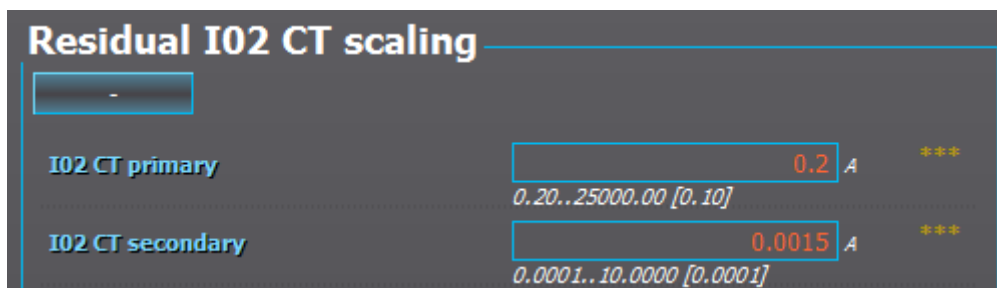 Residual I02 CT scaling
-
I02 CT primary 0.2 A ***
0.20..25000.00 [0.10]
I02 CT secondary 0.0015 A ***
0.0001..10.0000 [0.0001]